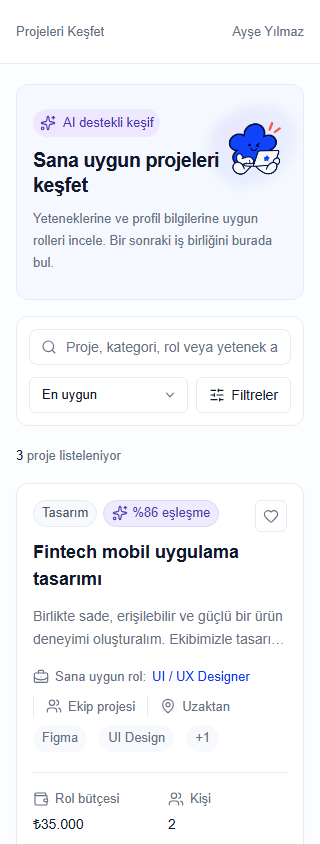 Projeleri Keşfet
Ayşe Yılmaz
AI destekli keşif
Sana uygun projeleri
keşfet
Yeteneklerine ve profil bilgilerine uygun
rolleri incele. Bir sonraki iş birliğini burada
bul.
Proje, kategori, rol veya yetenek a
En uygun
Filtreler
3 proje listeleniyor
Tasarım
%86 eşleşme
Fintech mobil uygulama
tasarımı
Birlikte sade, erişilebilir ve güçlü bir ürün
deneyimi oluşturalım. Ekibimizle tasarı...
Sana uygun rol: UI / UX Designer
Ekip projesi
Uzaktan
Figma
UI Design
+1
Rol bütçesi
Kişi
₺35.000
2